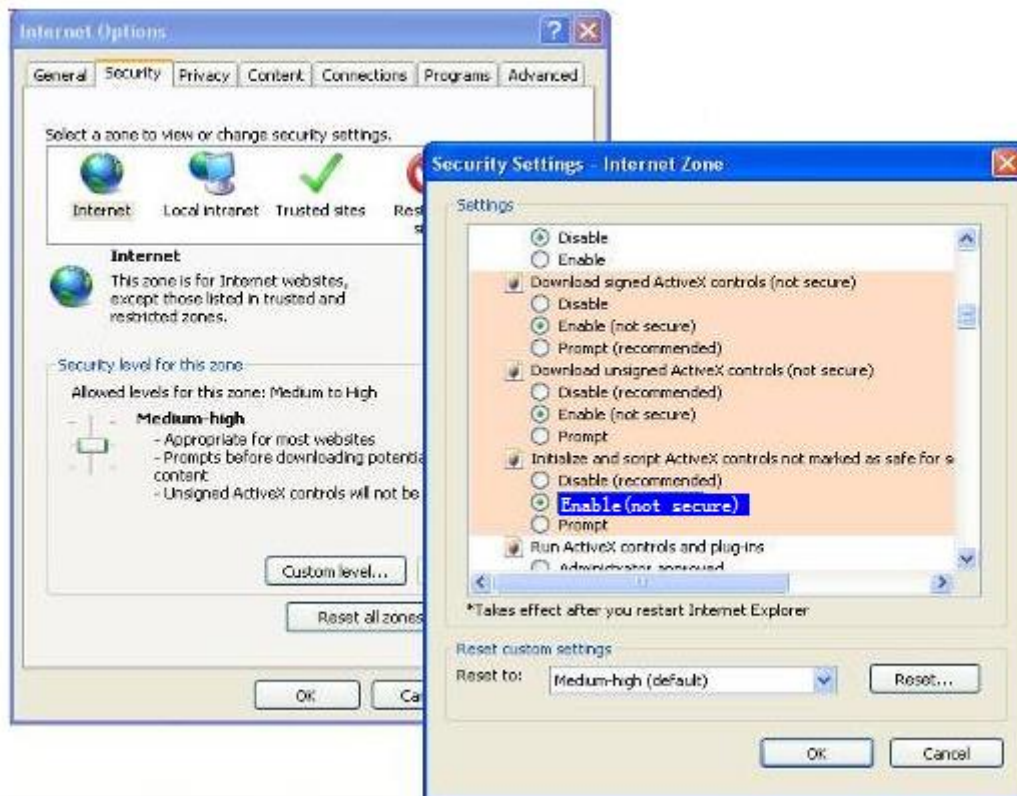 Internet Options
General Security Privacy Content Connections Programs Advanced
Select a zone to view or change security settings.
Internet Local intranet Trusted sites
Internet
This zone is for Internet websites,
except those listed in trusted and
restricted zones.
Security level for this zone
Allowed levels for this zone: Medium to High
Medium-high
- Appropriate for most websites
- Prompts before downloading
content
- Unsigned ActiveX controls will not be
Custom level...
Reset all zones
OK
Security Settings - Internet Zone
Settings
Disable
Enable
Download signed ActiveX controls (not secure)
Disable
Enable (not secure)
Prompt (recommended)
Download unsigned ActiveX controls (not secure)
Disable (recommended)
Enable (not secure)
Prompt
Initialize and script ActiveX controls not marked as safe for s
Disable (recommended)
Enable(not secure)
Prompt
Run ActiveX controls and plug-ins
Administrator approved
*Takes effect after you restart Internet Explorer
Reset custom settings
Reset to: Medium-high (default) Reset...
OK Cancel